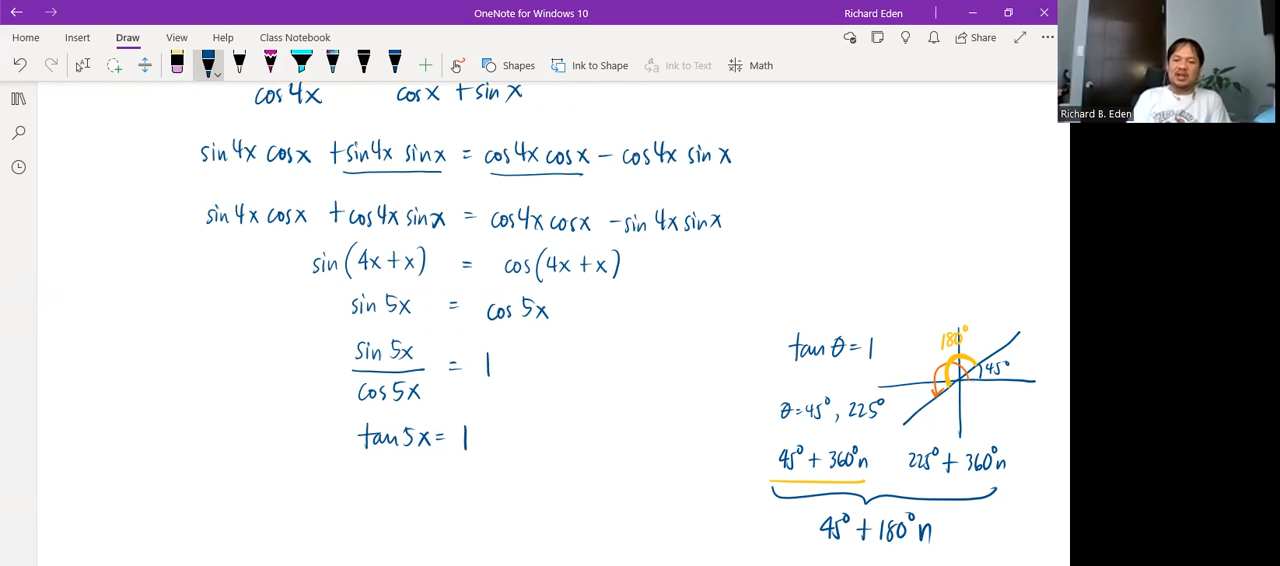 OneNote for Windows 10
Richard Eden
Home Insert Draw View Help Class Notebook
Share
Shapes Ink to Shape Ink to Text Math
Richard B. Eden
cos 4x cos x + sin x
sin 4x cos x + sin 4x sin x = cos 4x cos x − cos 4x sin x
sin 4x cos x + cos 4x sin x = cos 4x cos x − sin 4x sin x
sin (4x + x) = cos (4x + x)
sin 5x = cos 5x
sin 5x
cos 5x
= 1
tan 5x = 1
tan θ = 1
180°
45°
θ = 45°, 225°
45° + 360°n 225° + 360°n
45° + 180°n